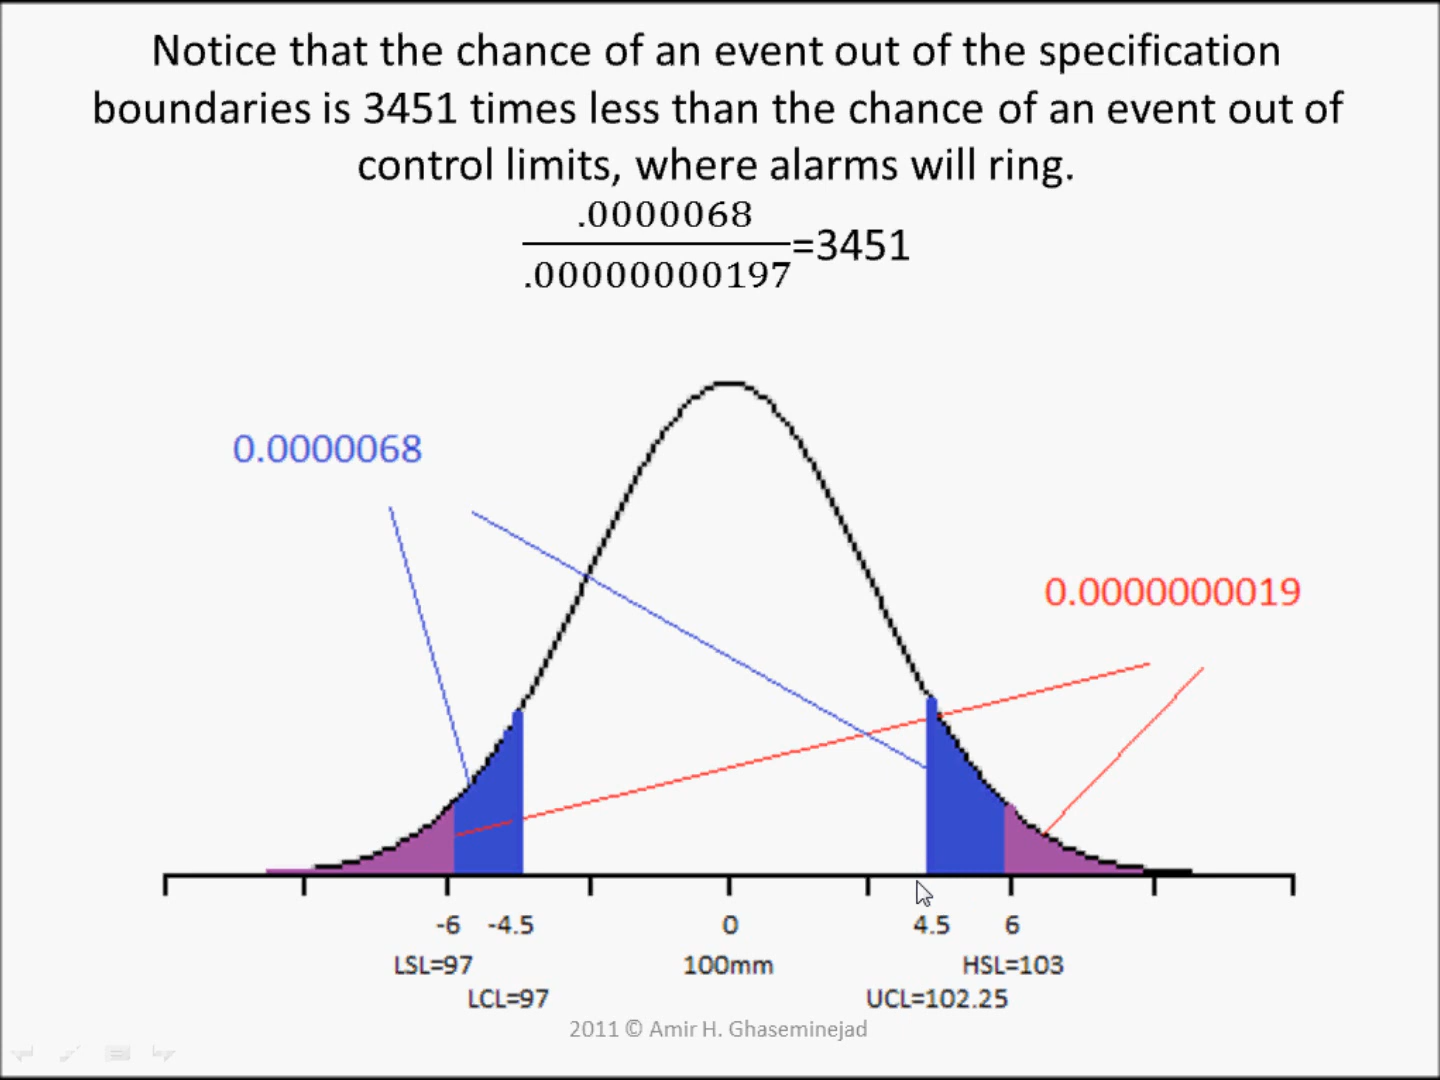 Notice that the chance of an event out of the specification
boundaries is 3451 times less than the chance of an event out of
control limits, where alarms will ring.
.0000068
.00000000197
=3451
0.0000068
0.0000000019
-6 -4.5 0 4.5 6
LSL=97 100mm HSL=103
LCL=97 UCL=102.25
2011 © Amir H. Ghaseminejad